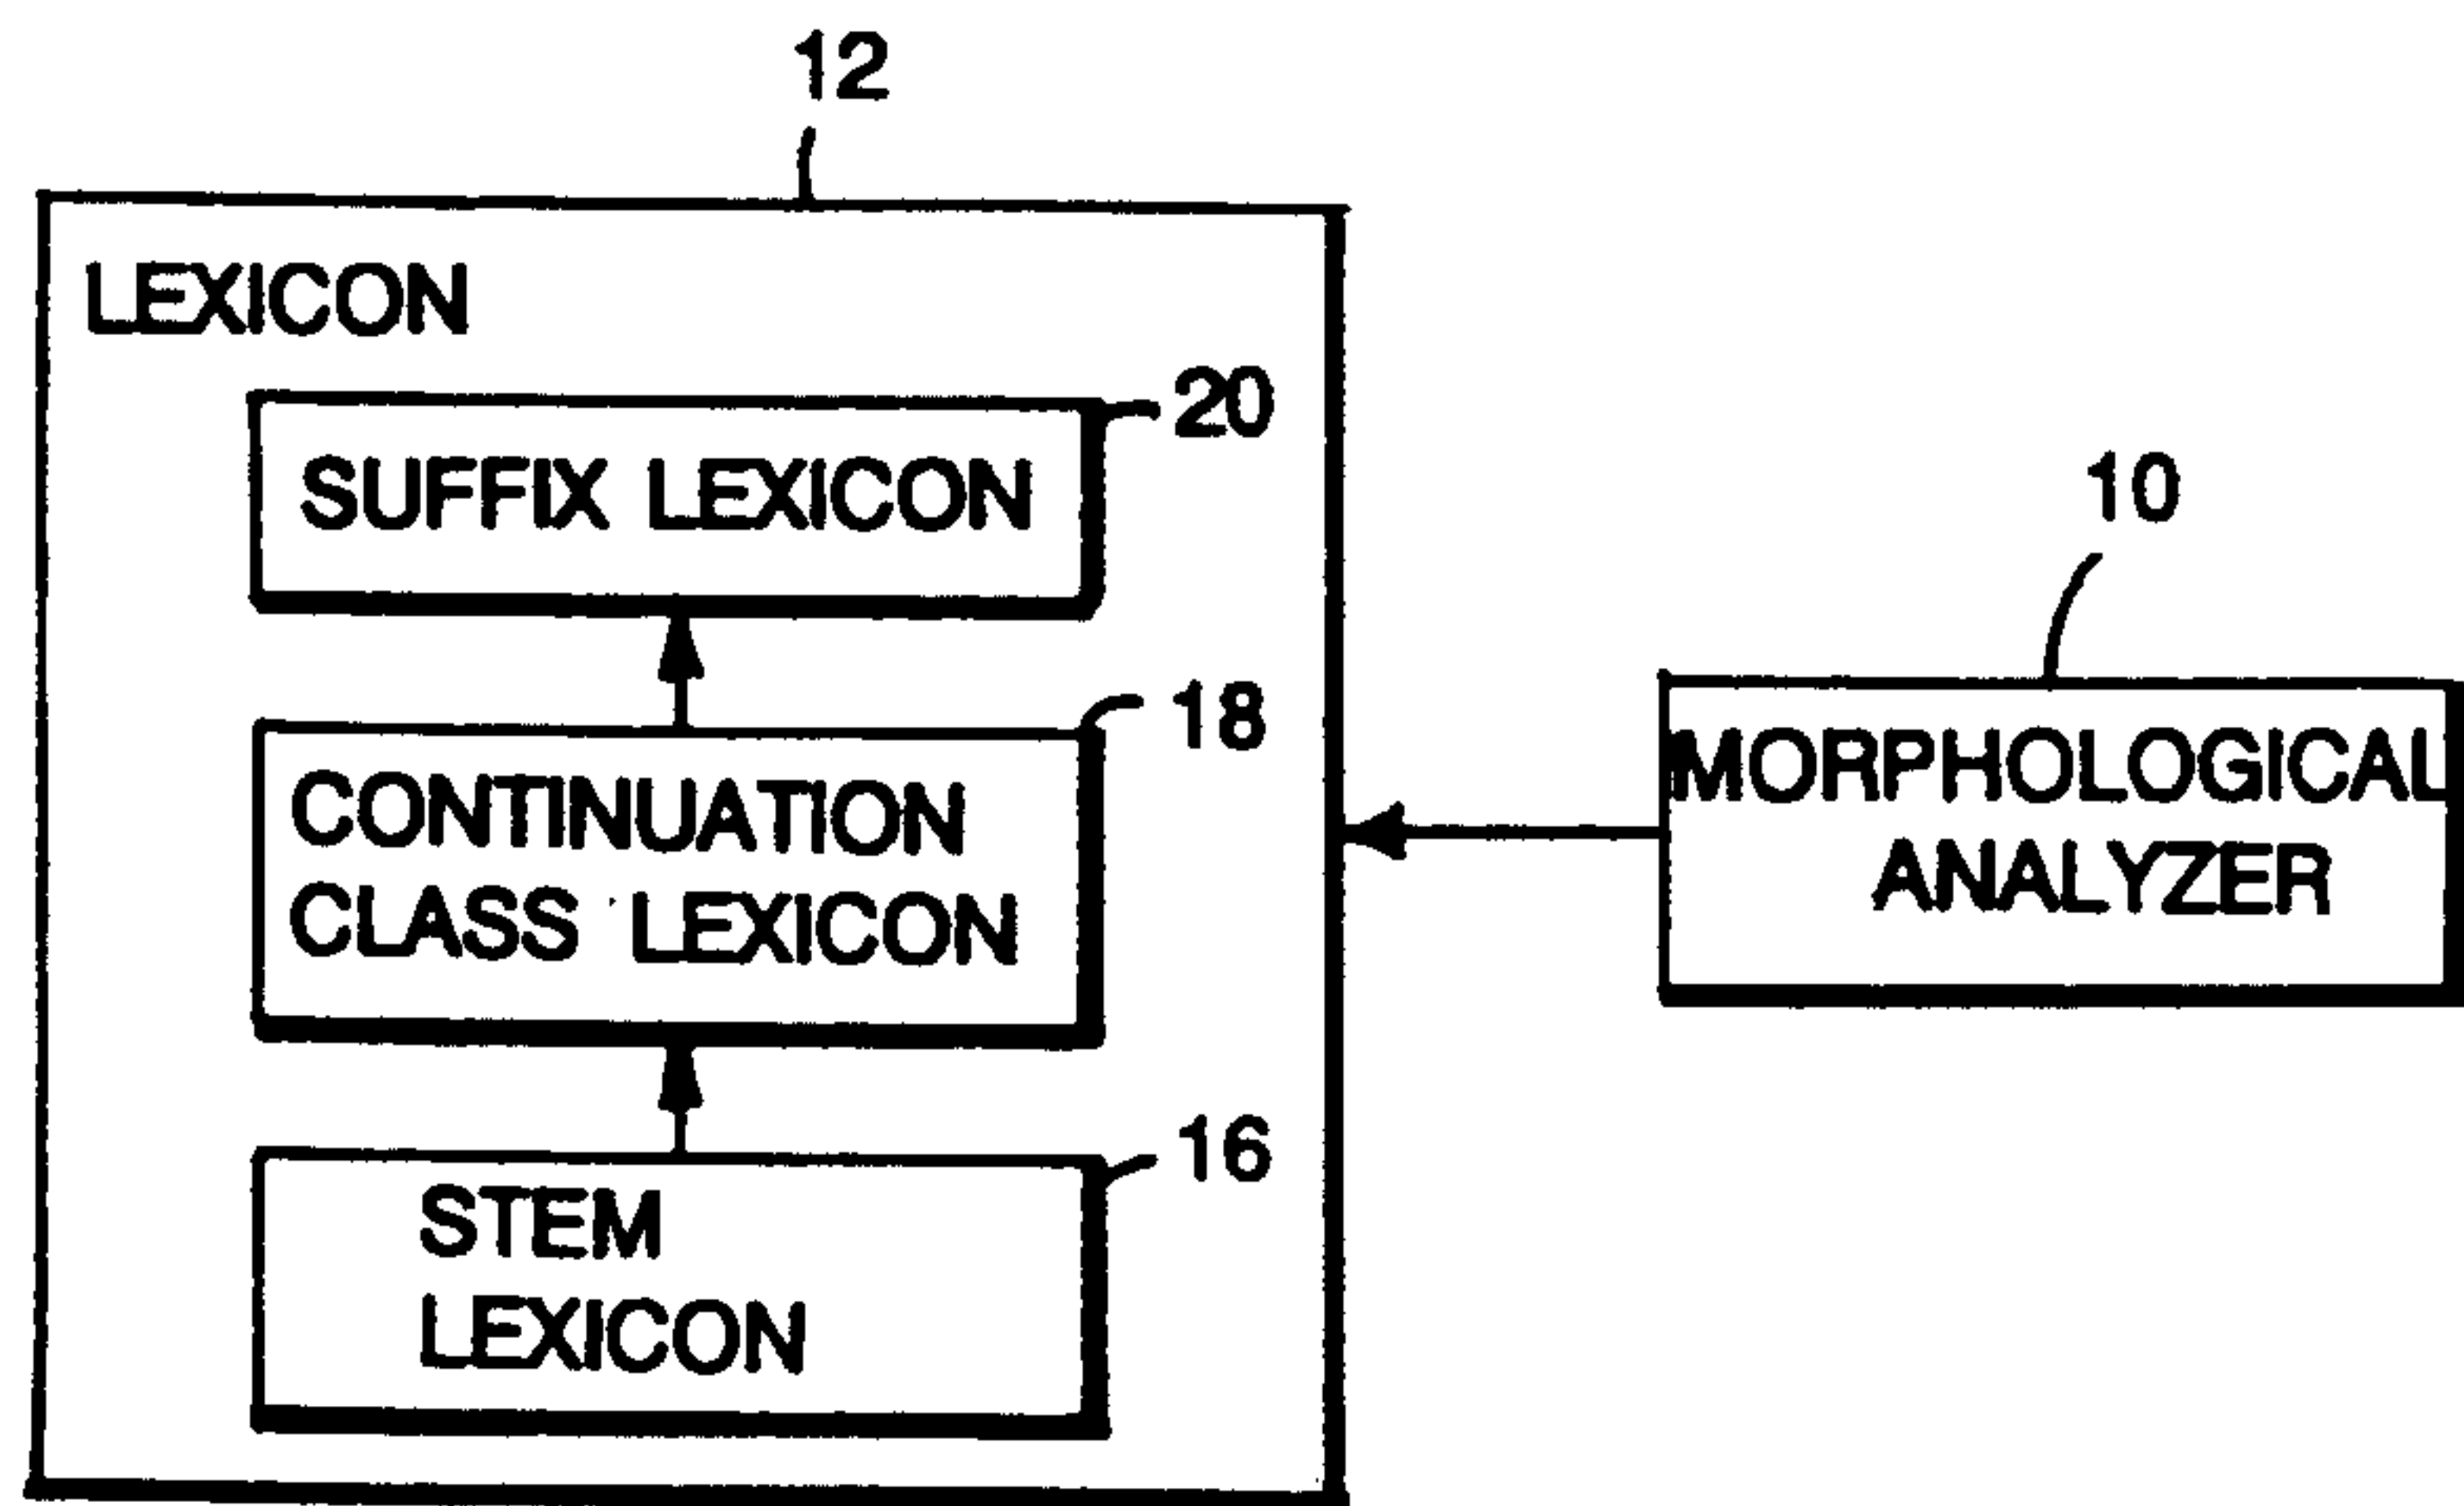 12
LEXICON
20
SUFFIX LEXICON
10
18
MORPHOLOGICAL
ANALYZER
CONTINUATION
CLASS LEXICON
16
STEM
LEXICON